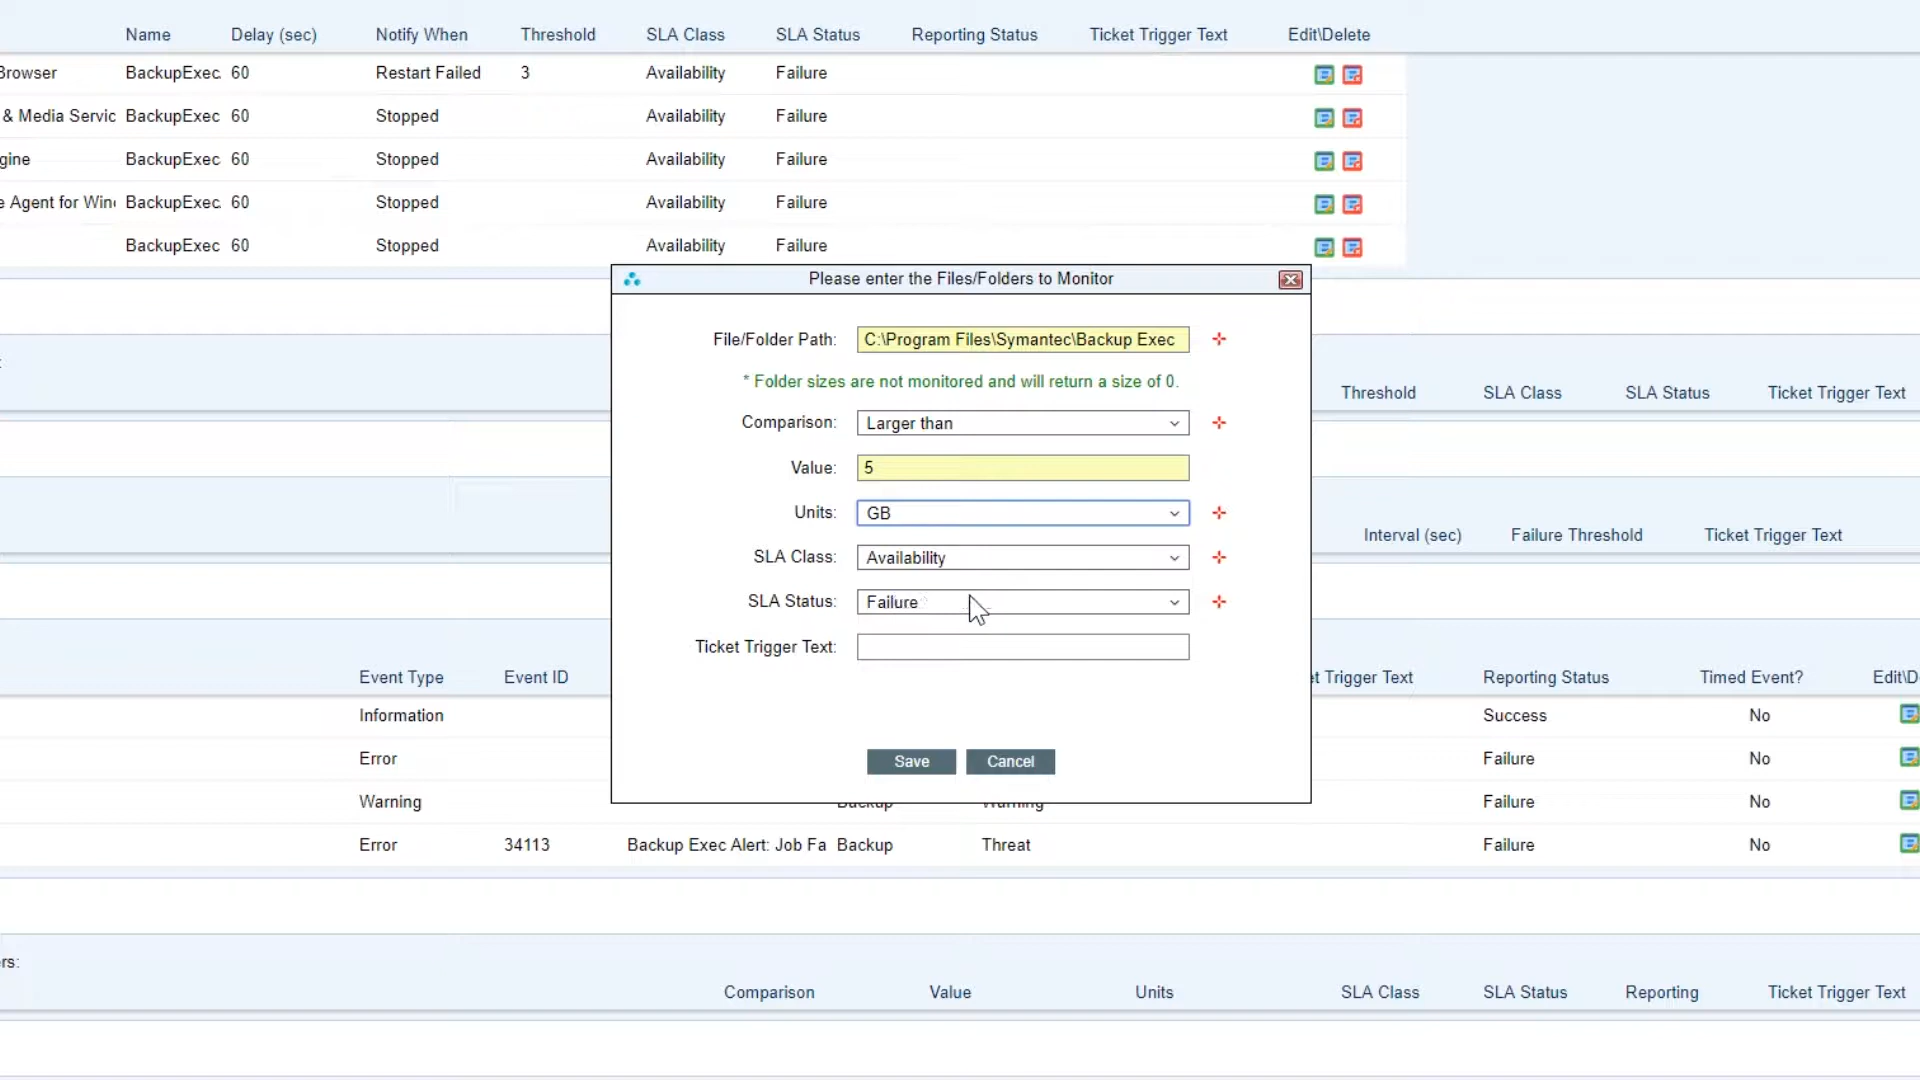 Name Delay (sec) Notify When Threshold SLA Class SLA Status Reporting Status Ticket Trigger Text Edit\Delete
Browser BackupExec. 60 Restart Failed 3 Availability Failure
& Media Servic BackupExec 60 Stopped Availability Failure
gine BackupExec 60 Stopped Availability Failure
e Agent for Win BackupExec. 60 Stopped Availability Failure
BackupExec 60 Stopped Availability Failure
Please enter the Files/Folders to Monitor
File/Folder Path: C:\Program Files\Symantec\Backup Exec
* Folder sizes are not monitored and will return a size of 0.
Comparison: Larger than
Value: 5
Units: GB
SLA Class: Availability
SLA Status: Failure
Ticket Trigger Text:
Save Cancel
Threshold SLA Class SLA Status Ticket Trigger Text
Interval (sec) Failure Threshold Ticket Trigger Text
Event Type Event ID t Trigger Text Reporting Status Timed Event? Edit\D
Information Success No
Error Failure No
Warning Backup Warning Failure No
Error 34113 Backup Exec Alert: Job Fa Backup Threat Failure No
rs:
Comparison Value Units SLA Class SLA Status Reporting Ticket Trigger Text